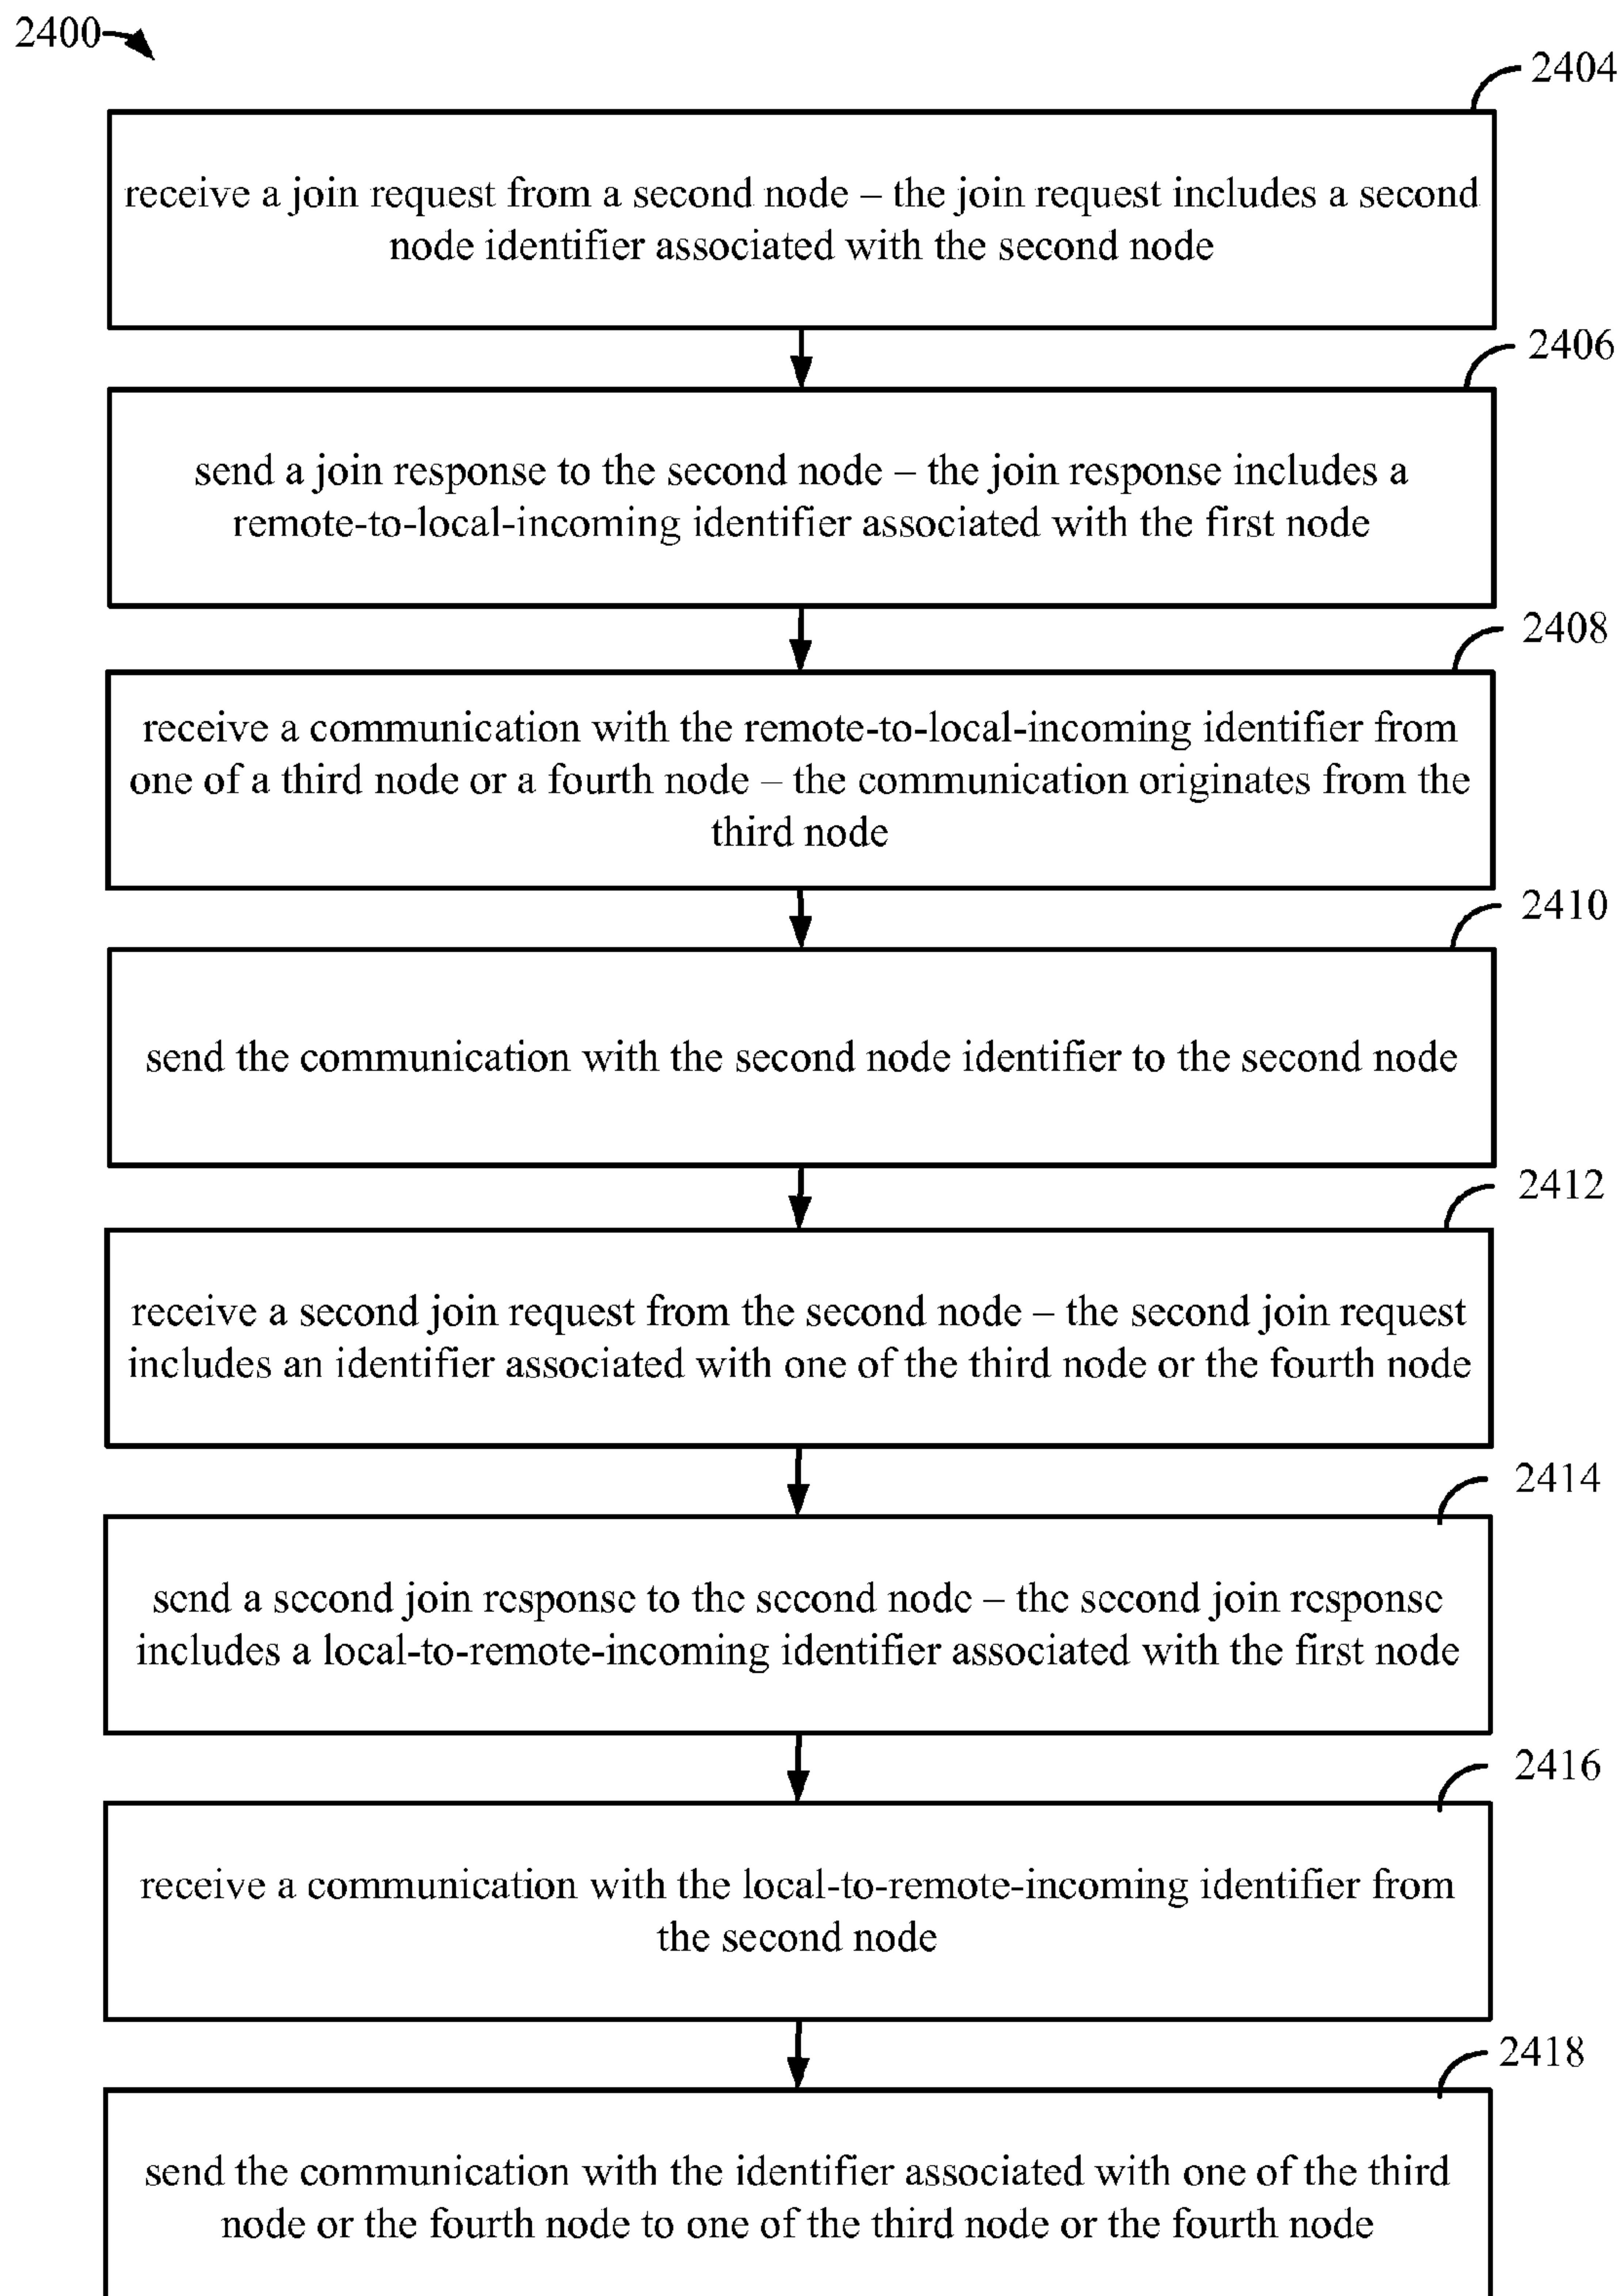 2400
2404
receive a join request from a second node – the join request includes a second
node identifier associated with the second node
2406
send a join response to the second node – the join response includes a
remote-to-local-incoming identifier associated with the first node
2408
receive a communication with the remote-to-local-incoming identifier from
one of a third node or a fourth node – the communication originates from the
third node
2410
send the communication with the second node identifier to the second node
2412
receive a second join request from the second node – the second join request
includes an identifier associated with one of the third node or the fourth node
2414
send a second join response to the second node – the second join response
includes a local-to-remote-incoming identifier associated with the first node
2416
receive a communication with the local-to-remote-incoming identifier from
the second node
2418
send the communication with the identifier associated with one of the third
node or the fourth node to one of the third node or the fourth node